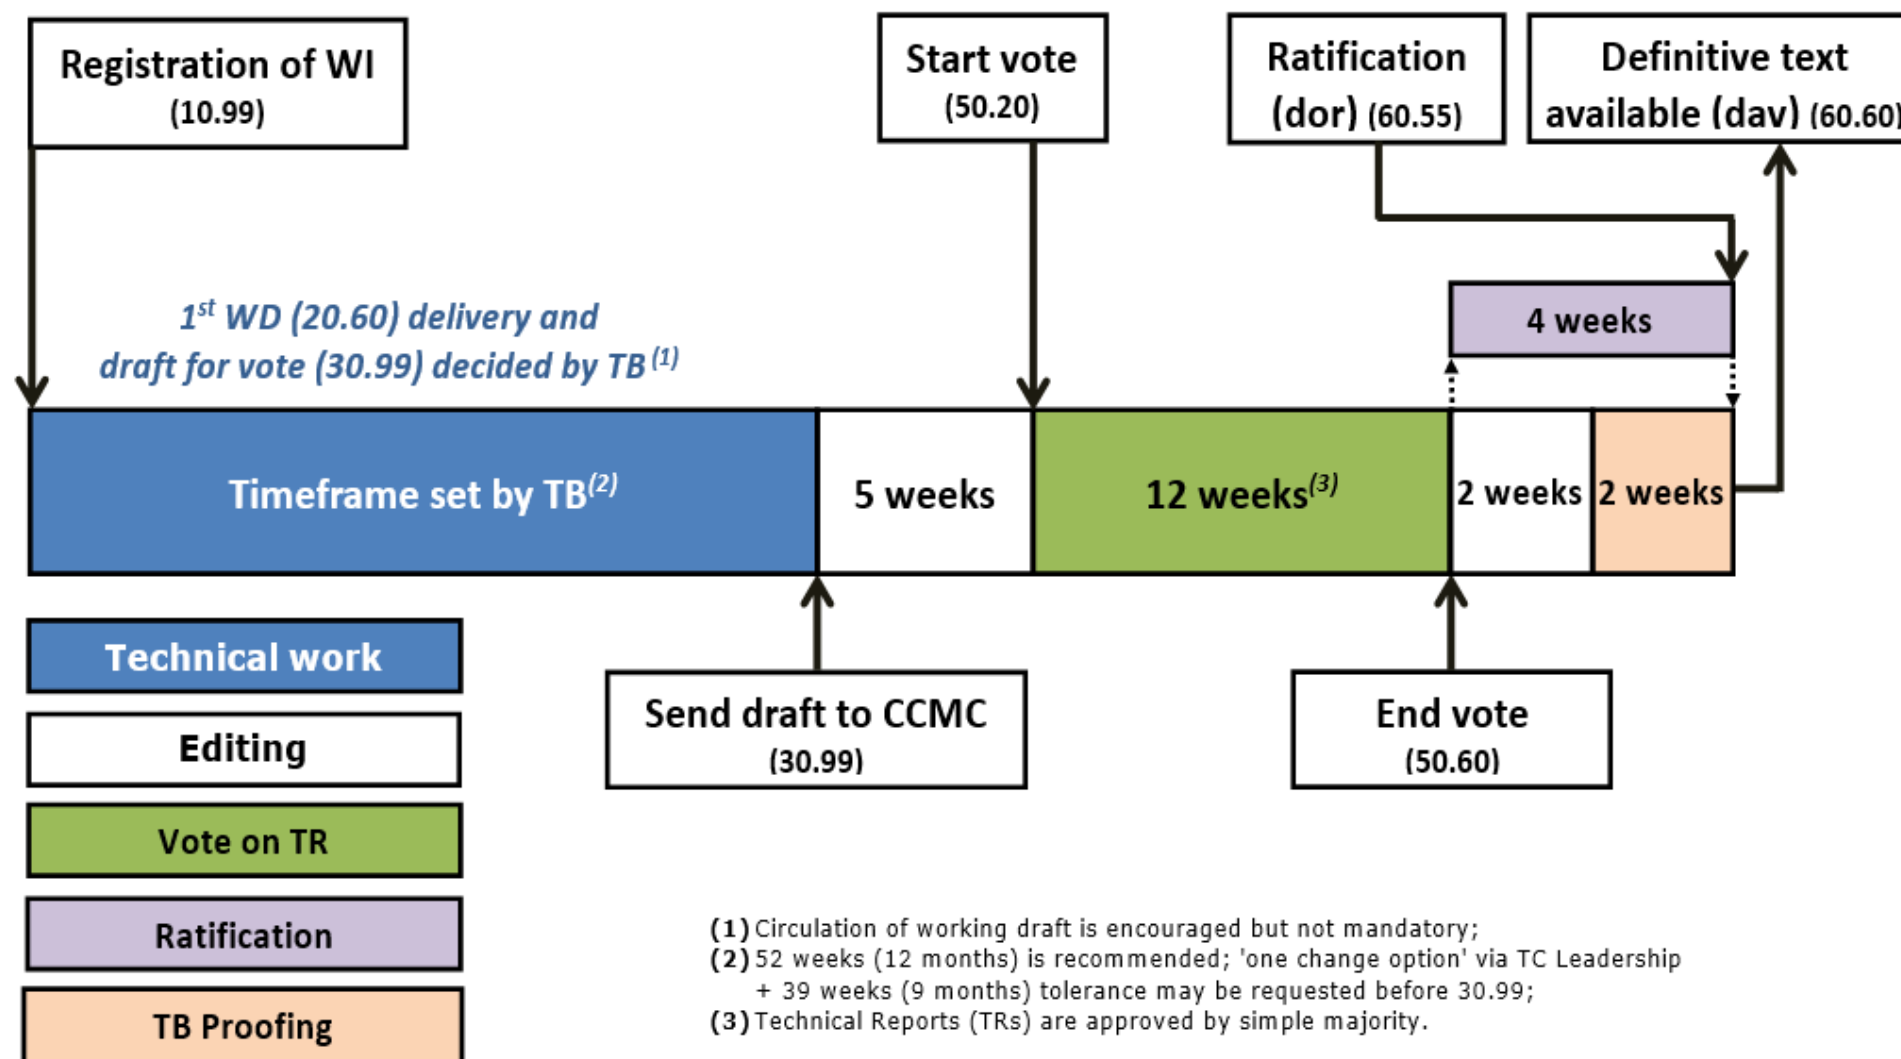 Registration of WI
(10.99)
Start vote
(50.20)
Ratification
(dor) (60.55)
Definitive text
available (dav) (60.60)
1st WD (20.60) delivery and
draft for vote (30.99) decided by TB (1)
4 weeks
Timeframe set by TB(2)
5 weeks
12 weeks(3)
2 weeks
2 weeks
Send draft to CCMC
(30.99)
End vote
(50.60)
Technical work
Editing
Vote on TR
Ratification
TB Proofing
(1) Circulation of working draft is encouraged but not mandatory;
(2) 52 weeks (12 months) is recommended; 'one change option' via TC Leadership
+ 39 weeks (9 months) tolerance may be requested before 30.99;
(3) Technical Reports (TRs) are approved by simple majority.